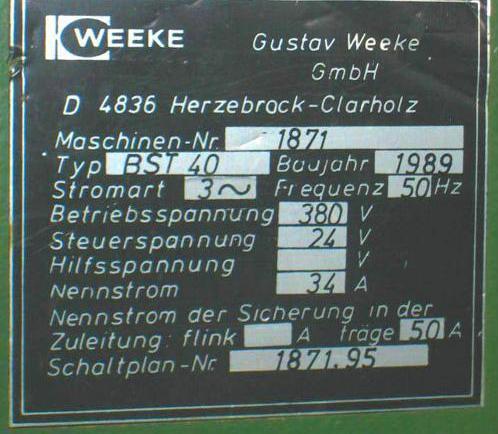 WEEKE
Gustav Weeke
GmbH
D 4836 Herzebrock-Clarholz
Maschinen-Nr. 1871
Typ BST 40 Baujahr 1989
Stromart 3~ Frequenz 50 Hz
Betriebsspannung 380 V
Steuerspannung 24 V
Hilfsspannung V
Nennstrom 34 A
Nennstrom der Sicherung in der
Zuleitung: flink A träge 50 A
Schaltplan-Nr. 1871.95